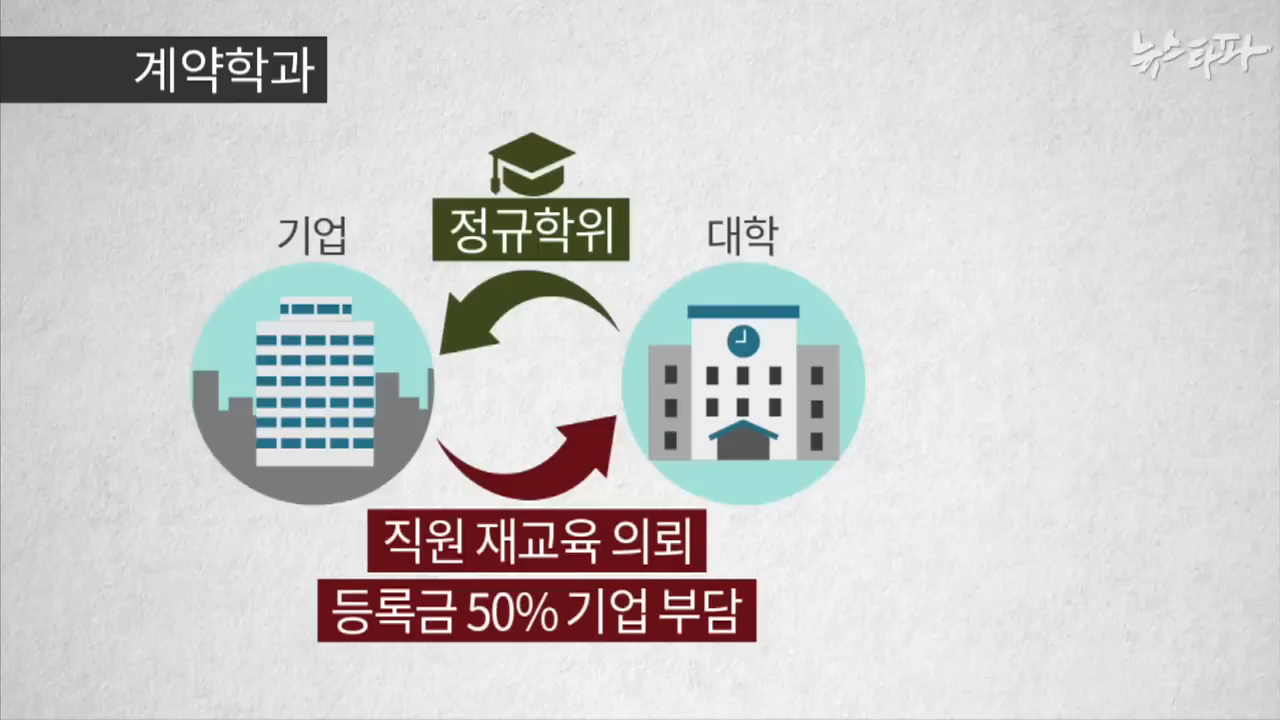 계약학과
뉴스타파
정규학위
기업
대학
직원 재교육 의뢰
등록금 50% 기업 부담